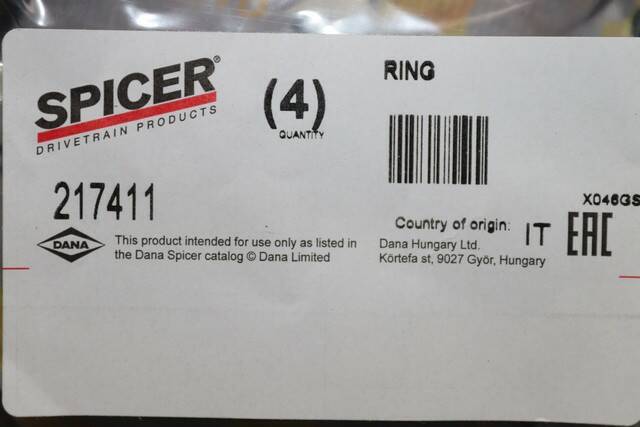 SPICER®
DRIVETRAIN PRODUCTS
(4)
QUANTITY
RING
217411
X046GS
Country of origin: IT
EAC
DANA
This product intended for use only as listed in
the Dana Spicer catalog © Dana Limited
Dana Hungary Ltd.
Körtefa st, 9027 Győr, Hungary